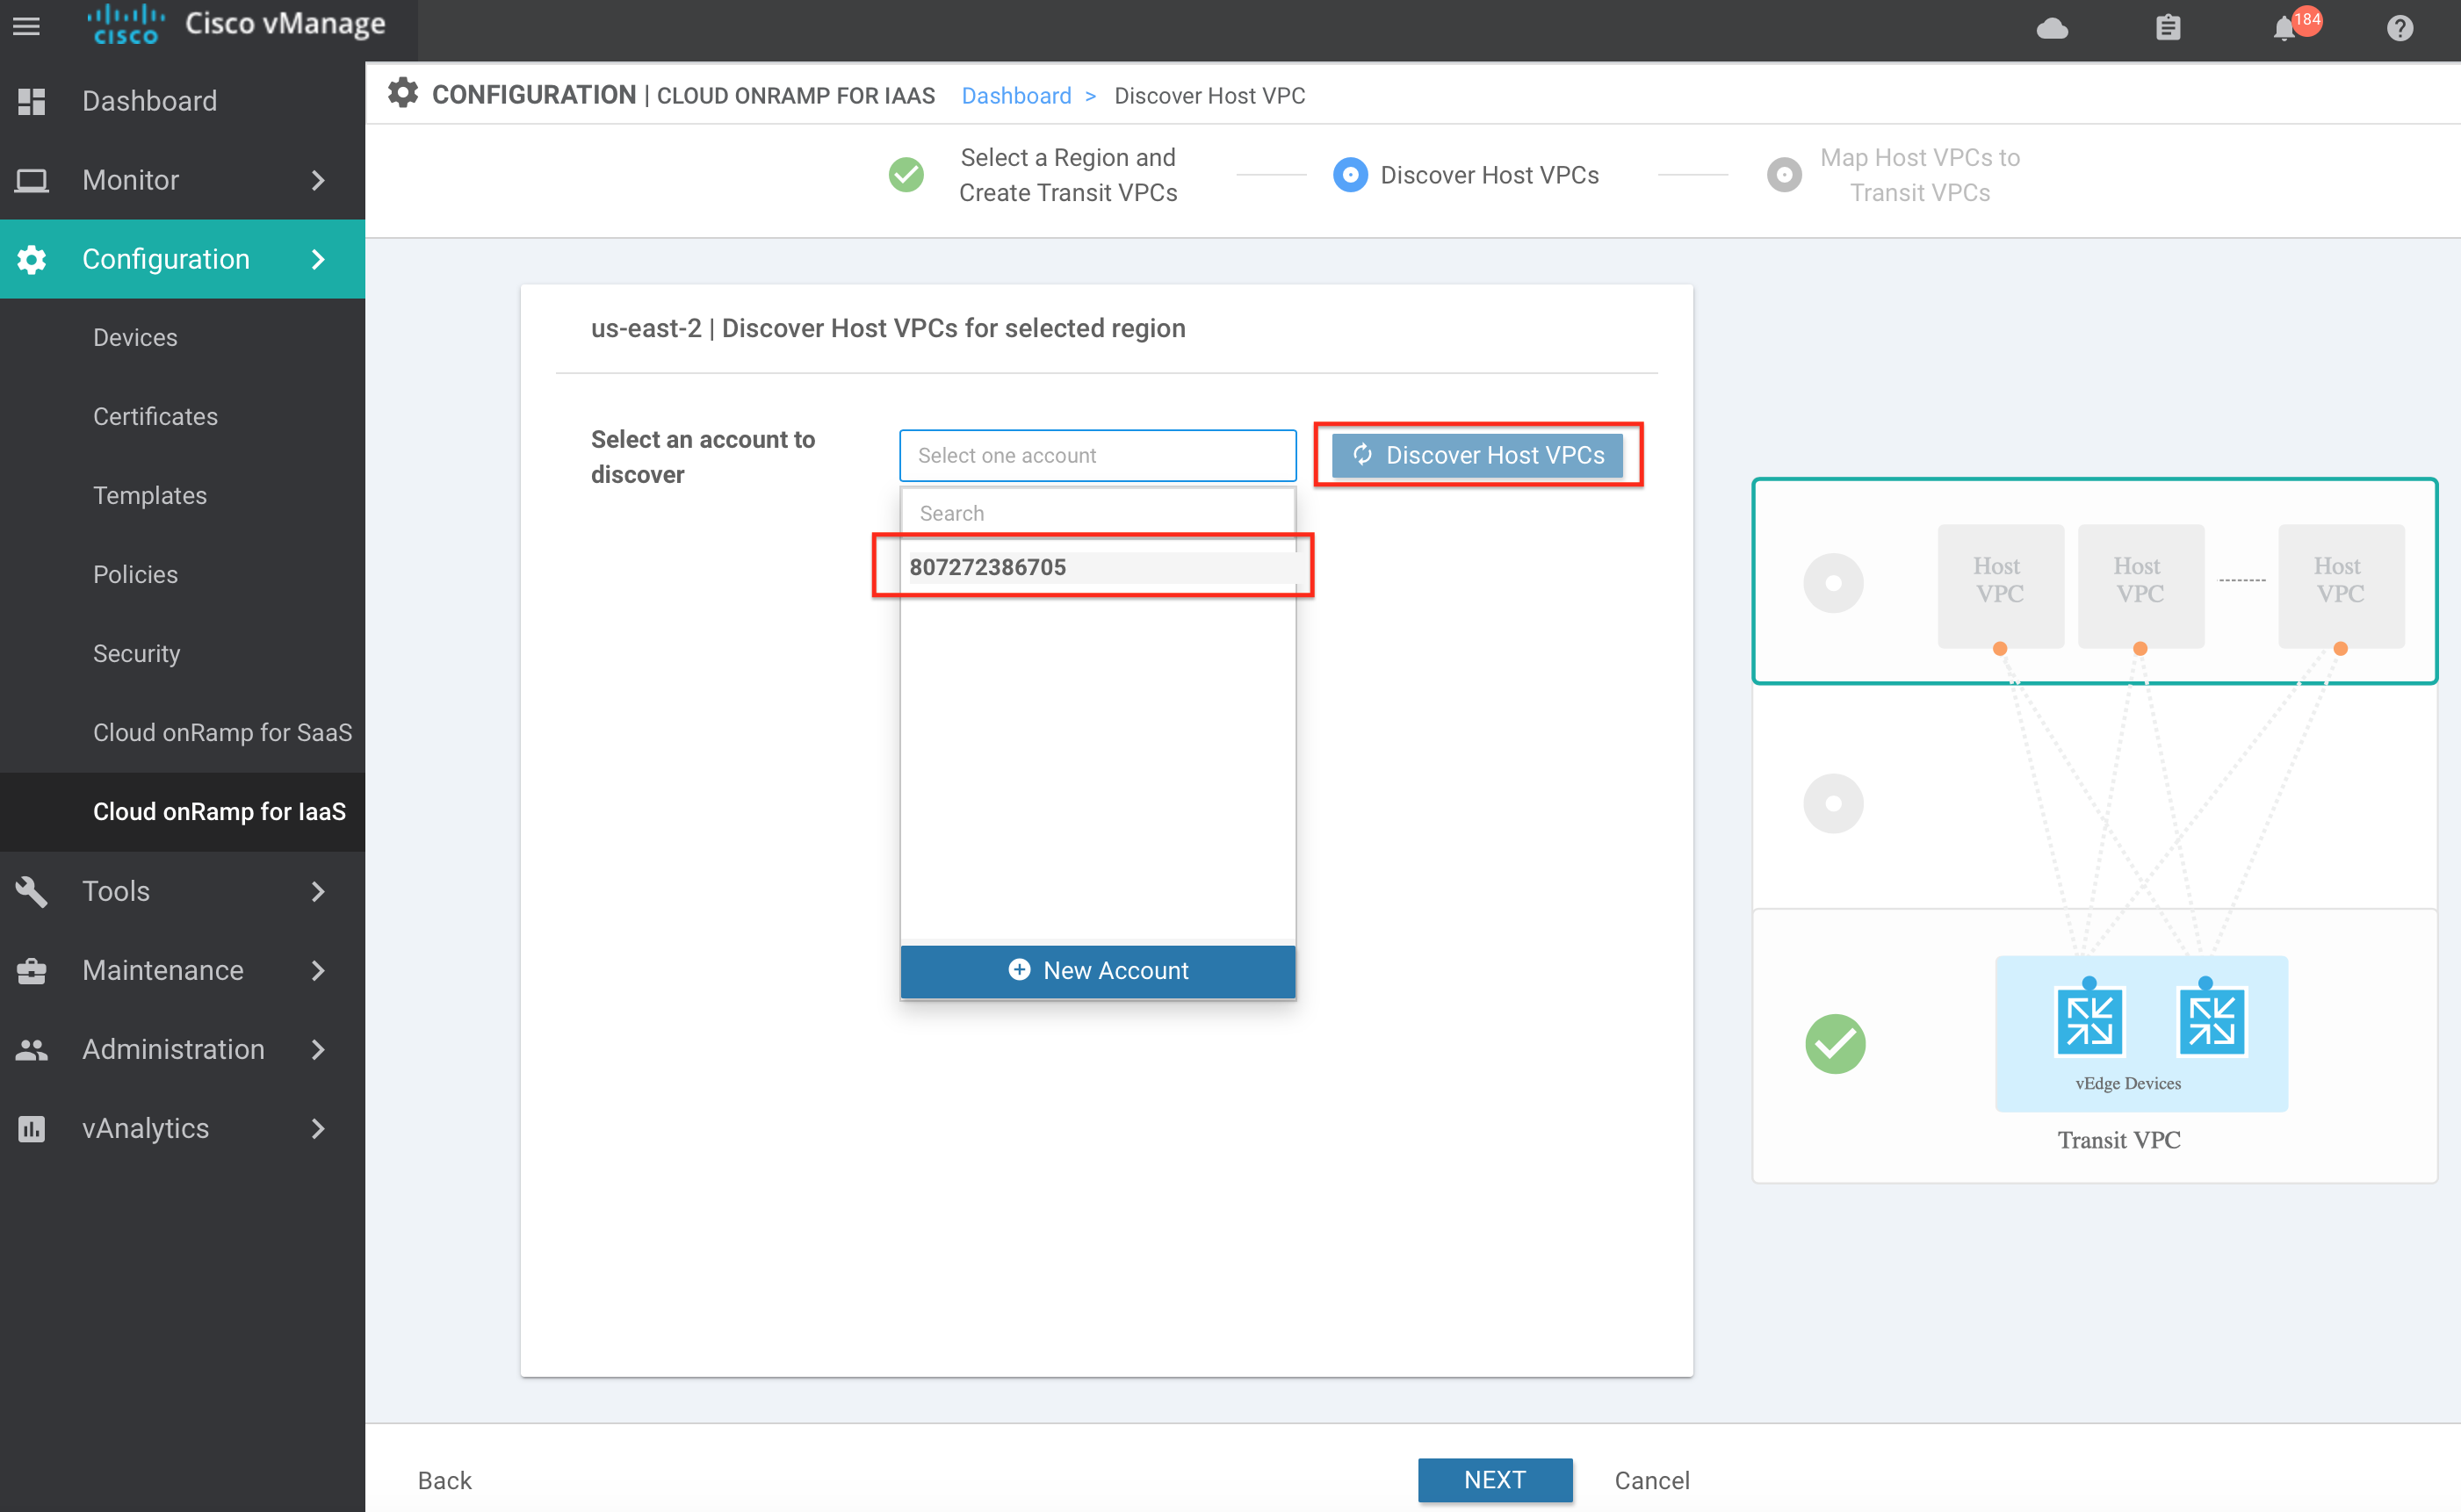 cisco Cisco vManage
184
Dashboard
Monitor
Configuration
Devices
Certificates
Templates
Policies
Security
Cloud onRamp for SaaS
Cloud onRamp for IaaS
Tools
Maintenance
Administration
vAnalytics
CONFIGURATION | CLOUD ONRAMP FOR IAAS Dashboard > Discover Host VPC
Select a Region and
Create Transit VPCs
Discover Host VPCs
Map Host VPCs to
Transit VPCs
us-east-2 | Discover Host VPCs for selected region
Select an account to
discover
Select one account
Discover Host VPCs
Search
807272386705
New Account
Host
VPC
Host
VPC
Host
VPC
vEdge Devices
Transit VPC
Back
NEXT
Cancel